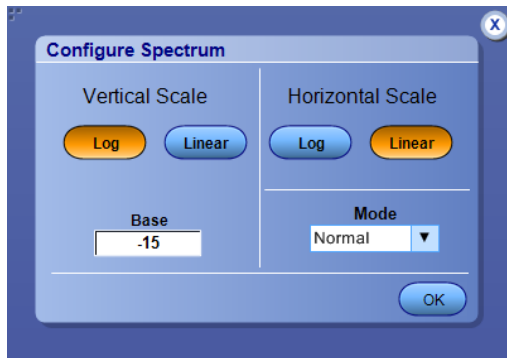 X
Configure Spectrum
Vertical Scale
Horizontal Scale
Log
Linear
Log
Linear
Base
-15
Mode
Normal
OK